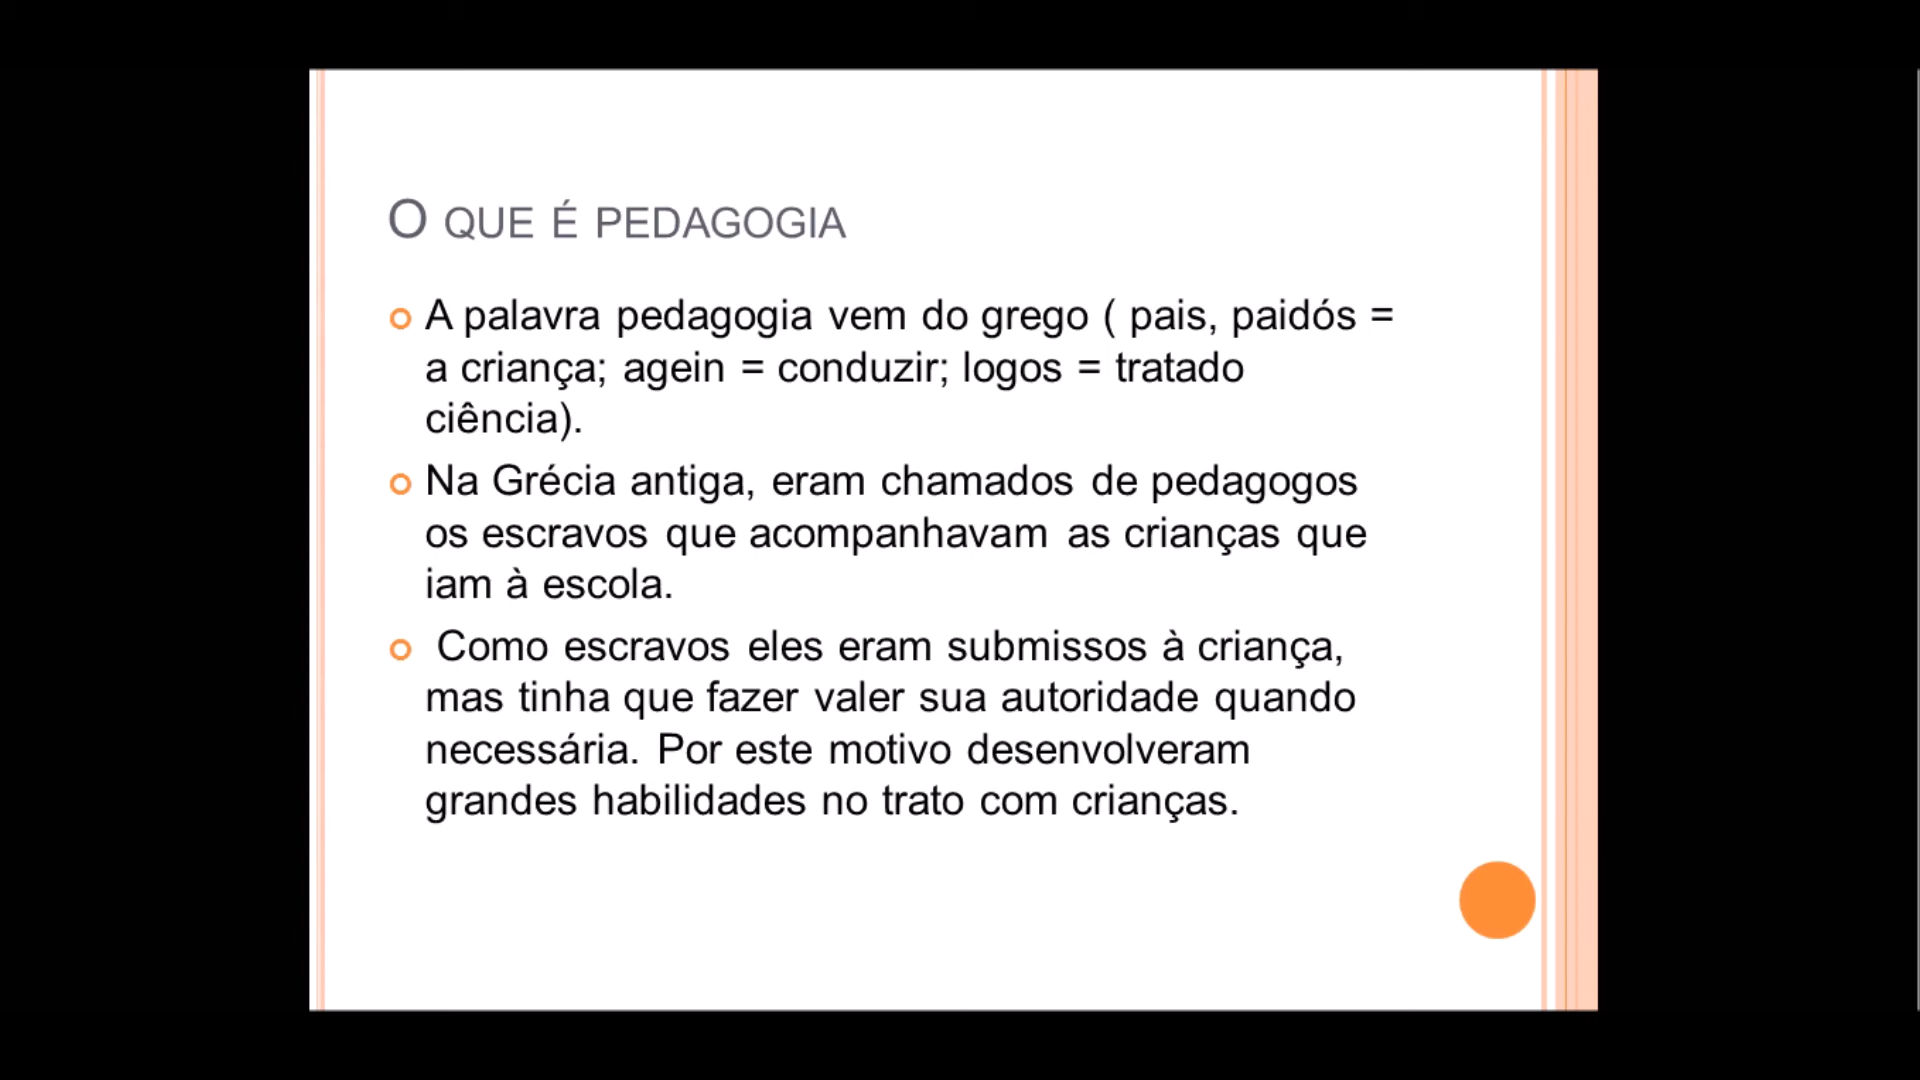 O QUE É PEDAGOGIA
A palavra pedagogia vem do grego ( pais, paidós =
a criança; agein = conduzir; logos = tratado
ciência).
Na Grécia antiga, eram chamados de pedagogos
os escravos que acompanhavam as crianças que
iam à escola.
Como escravos eles eram submissos à criança,
mas tinha que fazer valer sua autoridade quando
necessária. Por este motivo desenvolveram
grandes habilidades no trato com crianças.